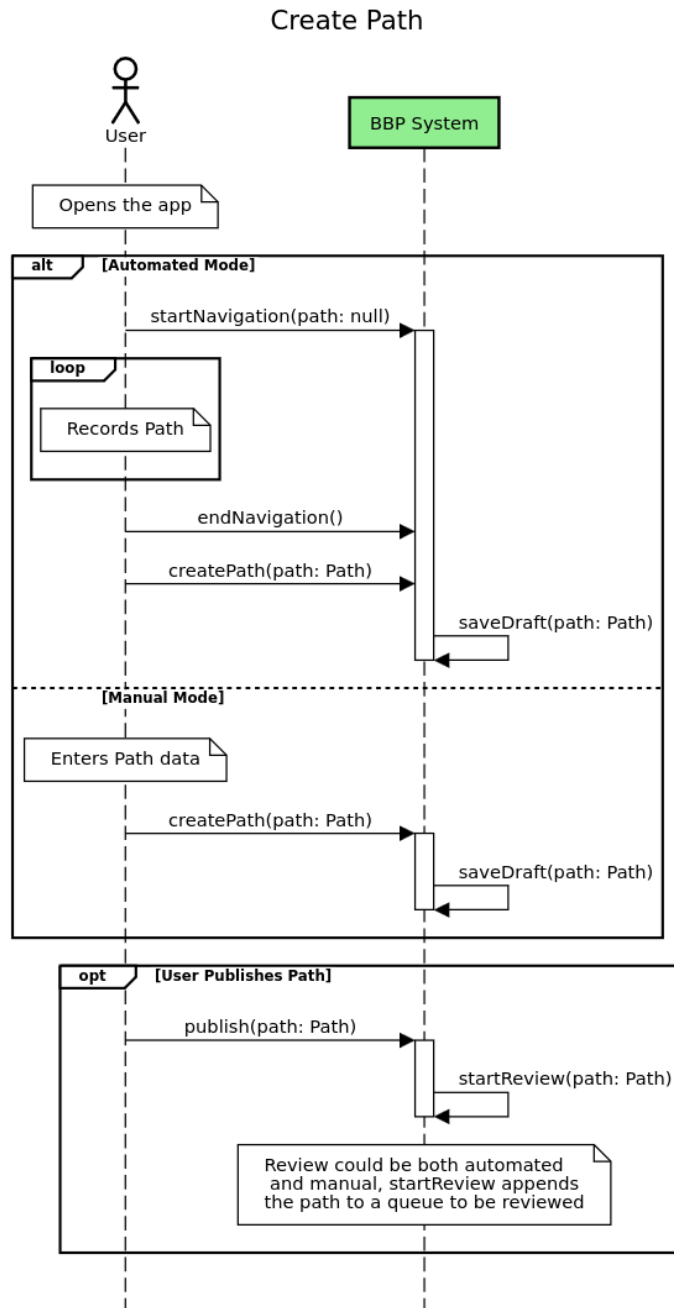 Create Path
User
BBP System
Opens the app
alt
[Automated Mode]
startNavigation(path: null)
loop
Records Path
endNavigation()
createPath(path: Path)
saveDraft(path: Path)
[Manual Mode]
Enters Path data
createPath(path: Path)
saveDraft(path: Path)
opt
[User Publishes Path]
publish(path: Path)
startReview(path: Path)
Review could be both automated
and manual, startReview appends
the path to a queue to be reviewed